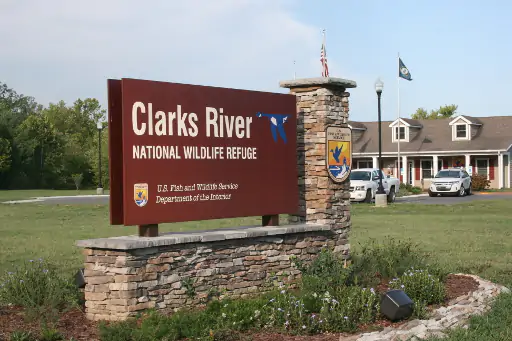 Clarks River
NATIONAL WILDLIFE REFUGE
U.S. Fish and Wildlife Service
Department of the Interior